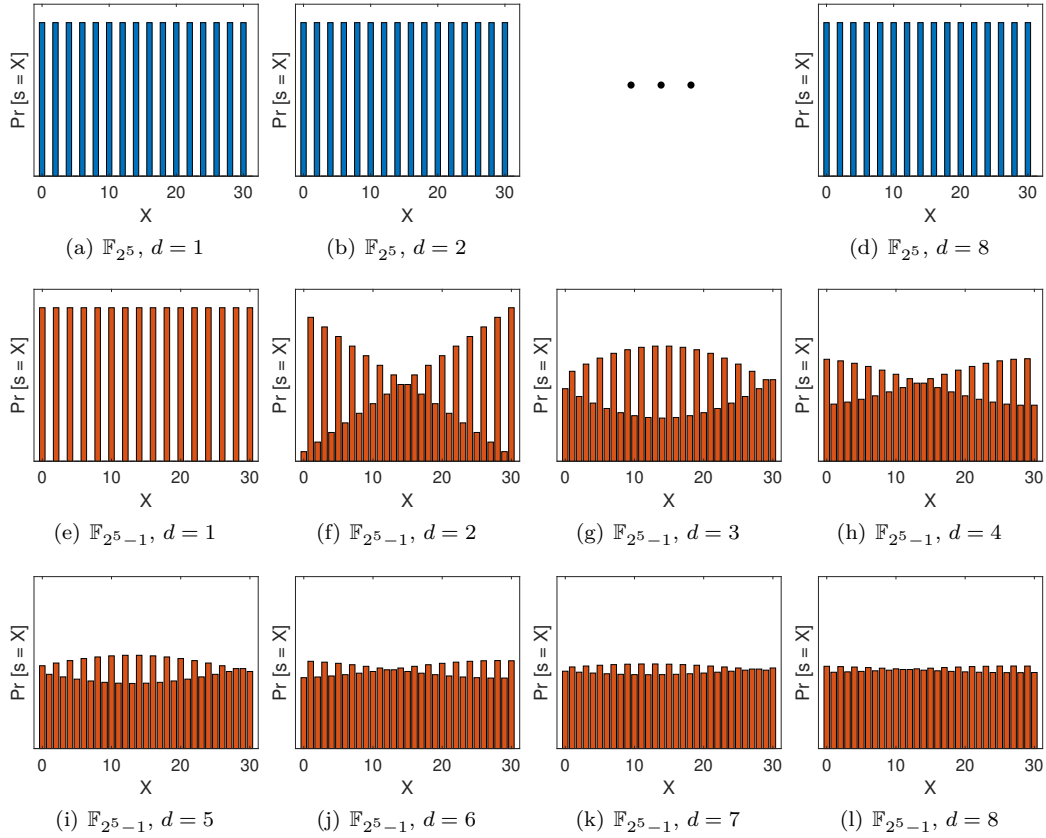 Pr [s = X] Pr [s = X] Pr [s = X]
0 10 20 30 0 10 20 30 0 10 20 30
X X X
(a) 𝔽_{2^5}, d = 1 (b) 𝔽_{2^5}, d = 2 (d) 𝔽_{2^5}, d = 8
Pr [s = X] Pr [s = X] Pr [s = X] Pr [s = X]
0 10 20 30 0 10 20 30 0 10 20 30 0 10 20 30
X X X X
(e) 𝔽_{2^5−1}, d = 1 (f) 𝔽_{2^5−1}, d = 2 (g) 𝔽_{2^5−1}, d = 3 (h) 𝔽_{2^5−1}, d = 4
Pr [s = X] Pr [s = X] Pr [s = X] Pr [s = X]
0 10 20 30 0 10 20 30 0 10 20 30 0 10 20 30
X X X X
(i) 𝔽_{2^5−1}, d = 5 (j) 𝔽_{2^5−1}, d = 6 (k) 𝔽_{2^5−1}, d = 7 (l) 𝔽_{2^5−1}, d = 8